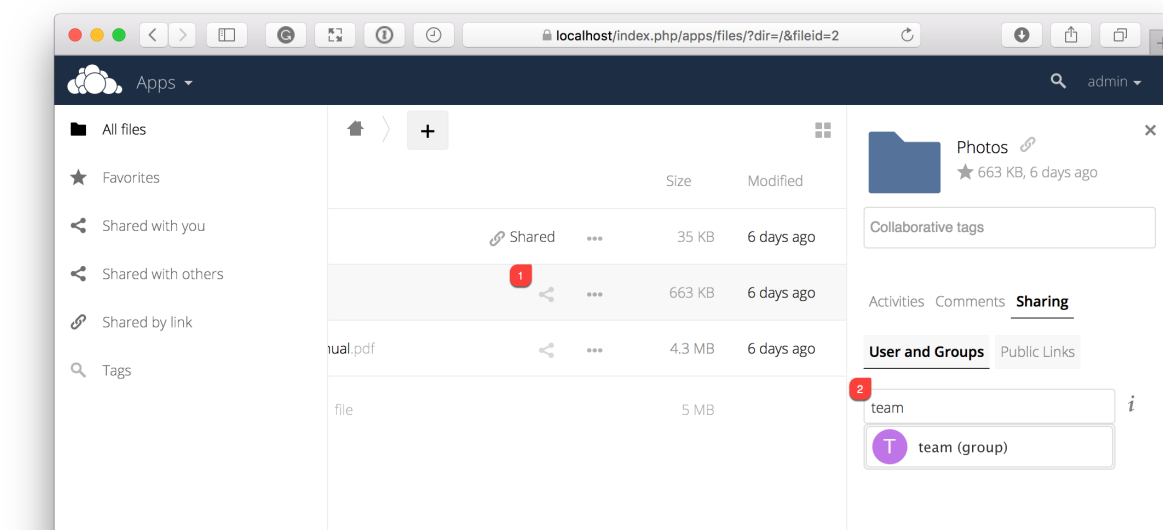 localhost/index.php/apps/files/?dir=/&fileid=2
Apps
admin
All files
Favorites
Shared with you
Shared with others
Shared by link
Tags
+
Size Modified
Shared ••• 35 KB 6 days ago
1
••• 663 KB 6 days ago
.pdf ••• 4.3 MB 6 days ago
file 5 MB
Photos
663 KB, 6 days ago
Collaborative tags
Activities Comments Sharing
User and Groups Public Links
2
team
i
T team (group)